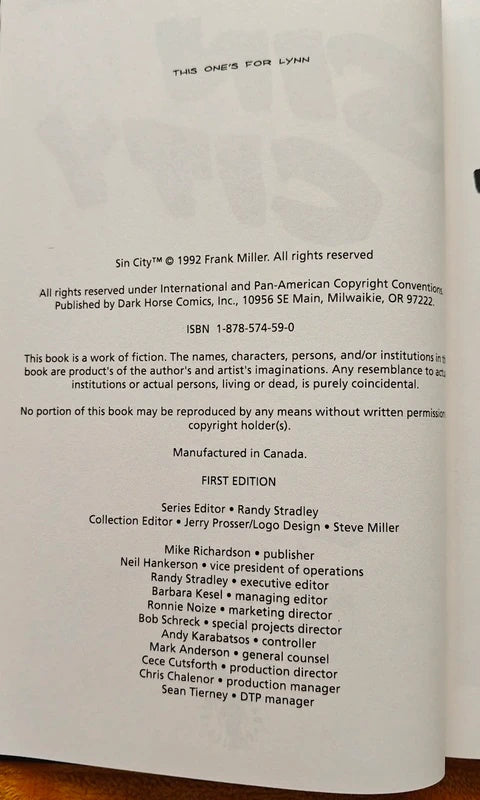 THIS ONE'S FOR LYNN
Sin City™ © 1992 Frank Miller. All rights reserved
All rights reserved under International and Pan-American Copyright Conventions.
Published by Dark Horse Comics, Inc., 10956 SE Main, Milwaikie, OR 97222.
ISBN 1-878-574-59-0
This book is a work of fiction. The names, characters, persons, and/or institutions in
book are product's of the author's and artist's imaginations. Any resemblance to
institutions or actual persons, living or dead, is purely coincidental.
No portion of this book may be reproduced by any means without written permission
copyright holder(s).
Manufactured in Canada.
FIRST EDITION
Series Editor • Randy Stradley
Collection Editor • Jerry Prosser/Logo Design • Steve Miller
Mike Richardson • publisher
Neil Hankerson • vice president of operations
Randy Stradley • executive editor
Barbara Kesel • managing editor
Ronnie Noize • marketing director
Bob Schreck • special projects director
Andy Karabatsos • controller
Mark Anderson • general counsel
Cece Cutsforth • production director
Chris Chalenor • production manager
Sean Tierney • DTP manager